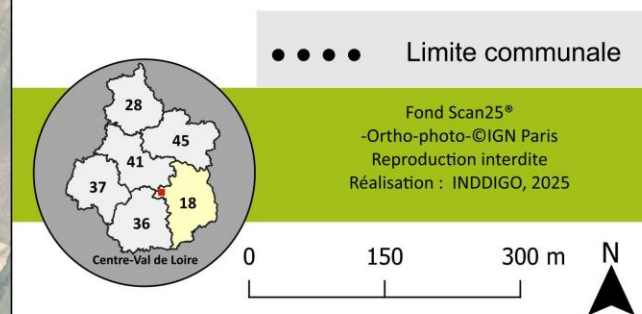 Limite communale
Fond Scan25®
-Ortho-photo-©IGN Paris
Reproduction interdite
Réalisation : INDDIGO, 2025
28
45
41
37
18
36
Centre-Val de Loire
0 150 300 m
N